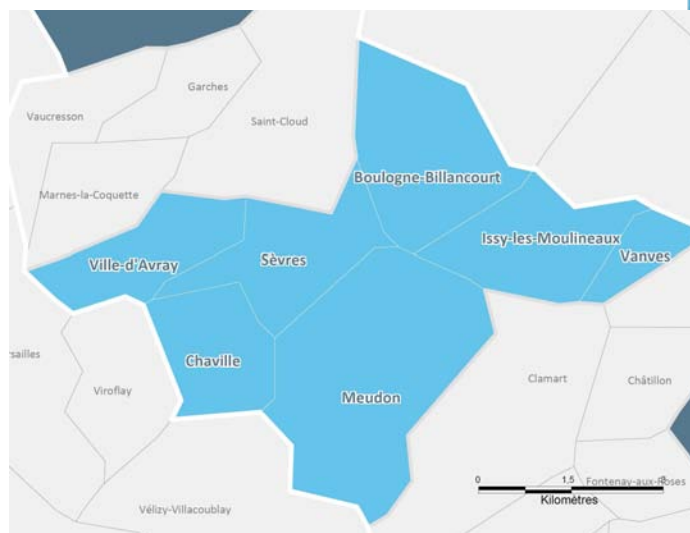 Garches
Vaucresson
Saint-Cloud
Boulogne-Billancourt
Marnes-la-Coquette
Issy-les-Moulineaux
Vanves
Ville-d'Avray
Sèvres
rsailles
Chaville
Clamart
Châtillon
Viroflay
Meudon
Fontenay-aux-Roses
0 1,5 3
Kilomètres
Vélizy-Villacoublay